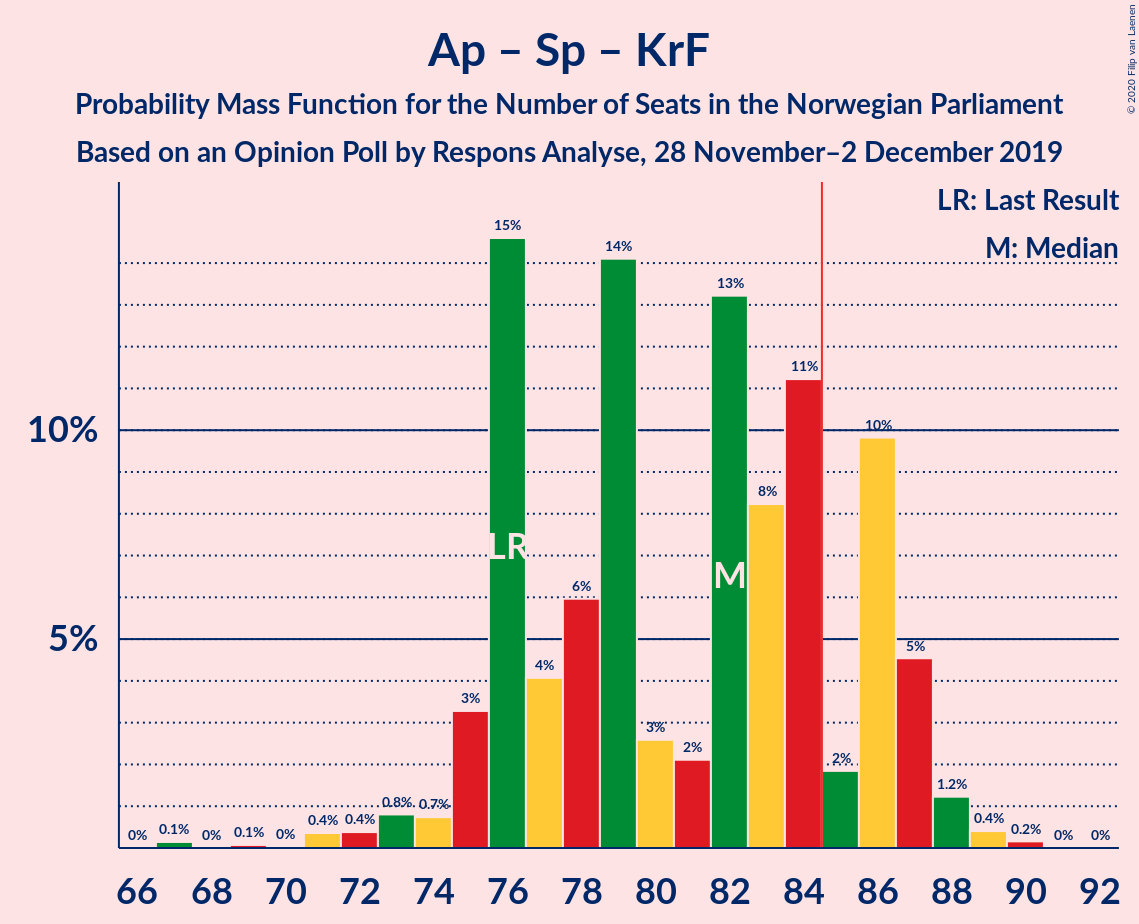 Ap – Sp – KrF
Probability Mass Function for the Number of Seats in the Norwegian Parliament
Based on an Opinion Poll by Respons Analyse, 28 November–2 December 2019
© 2020 Filip van Laenen
LR: Last Result
M: Median
10%
5%
0% 0.1% 0% 0.1% 0% 0.4% 0.4% 0.8% 0.7% 3% 15% 4% 6% 14% 3% 2% 13% 8% 11% 2% 10% 5% 1.2% 0.4% 0.2% 0% 0%
LR
M
66 68 70 72 74 76 78 80 82 84 86 88 90 92